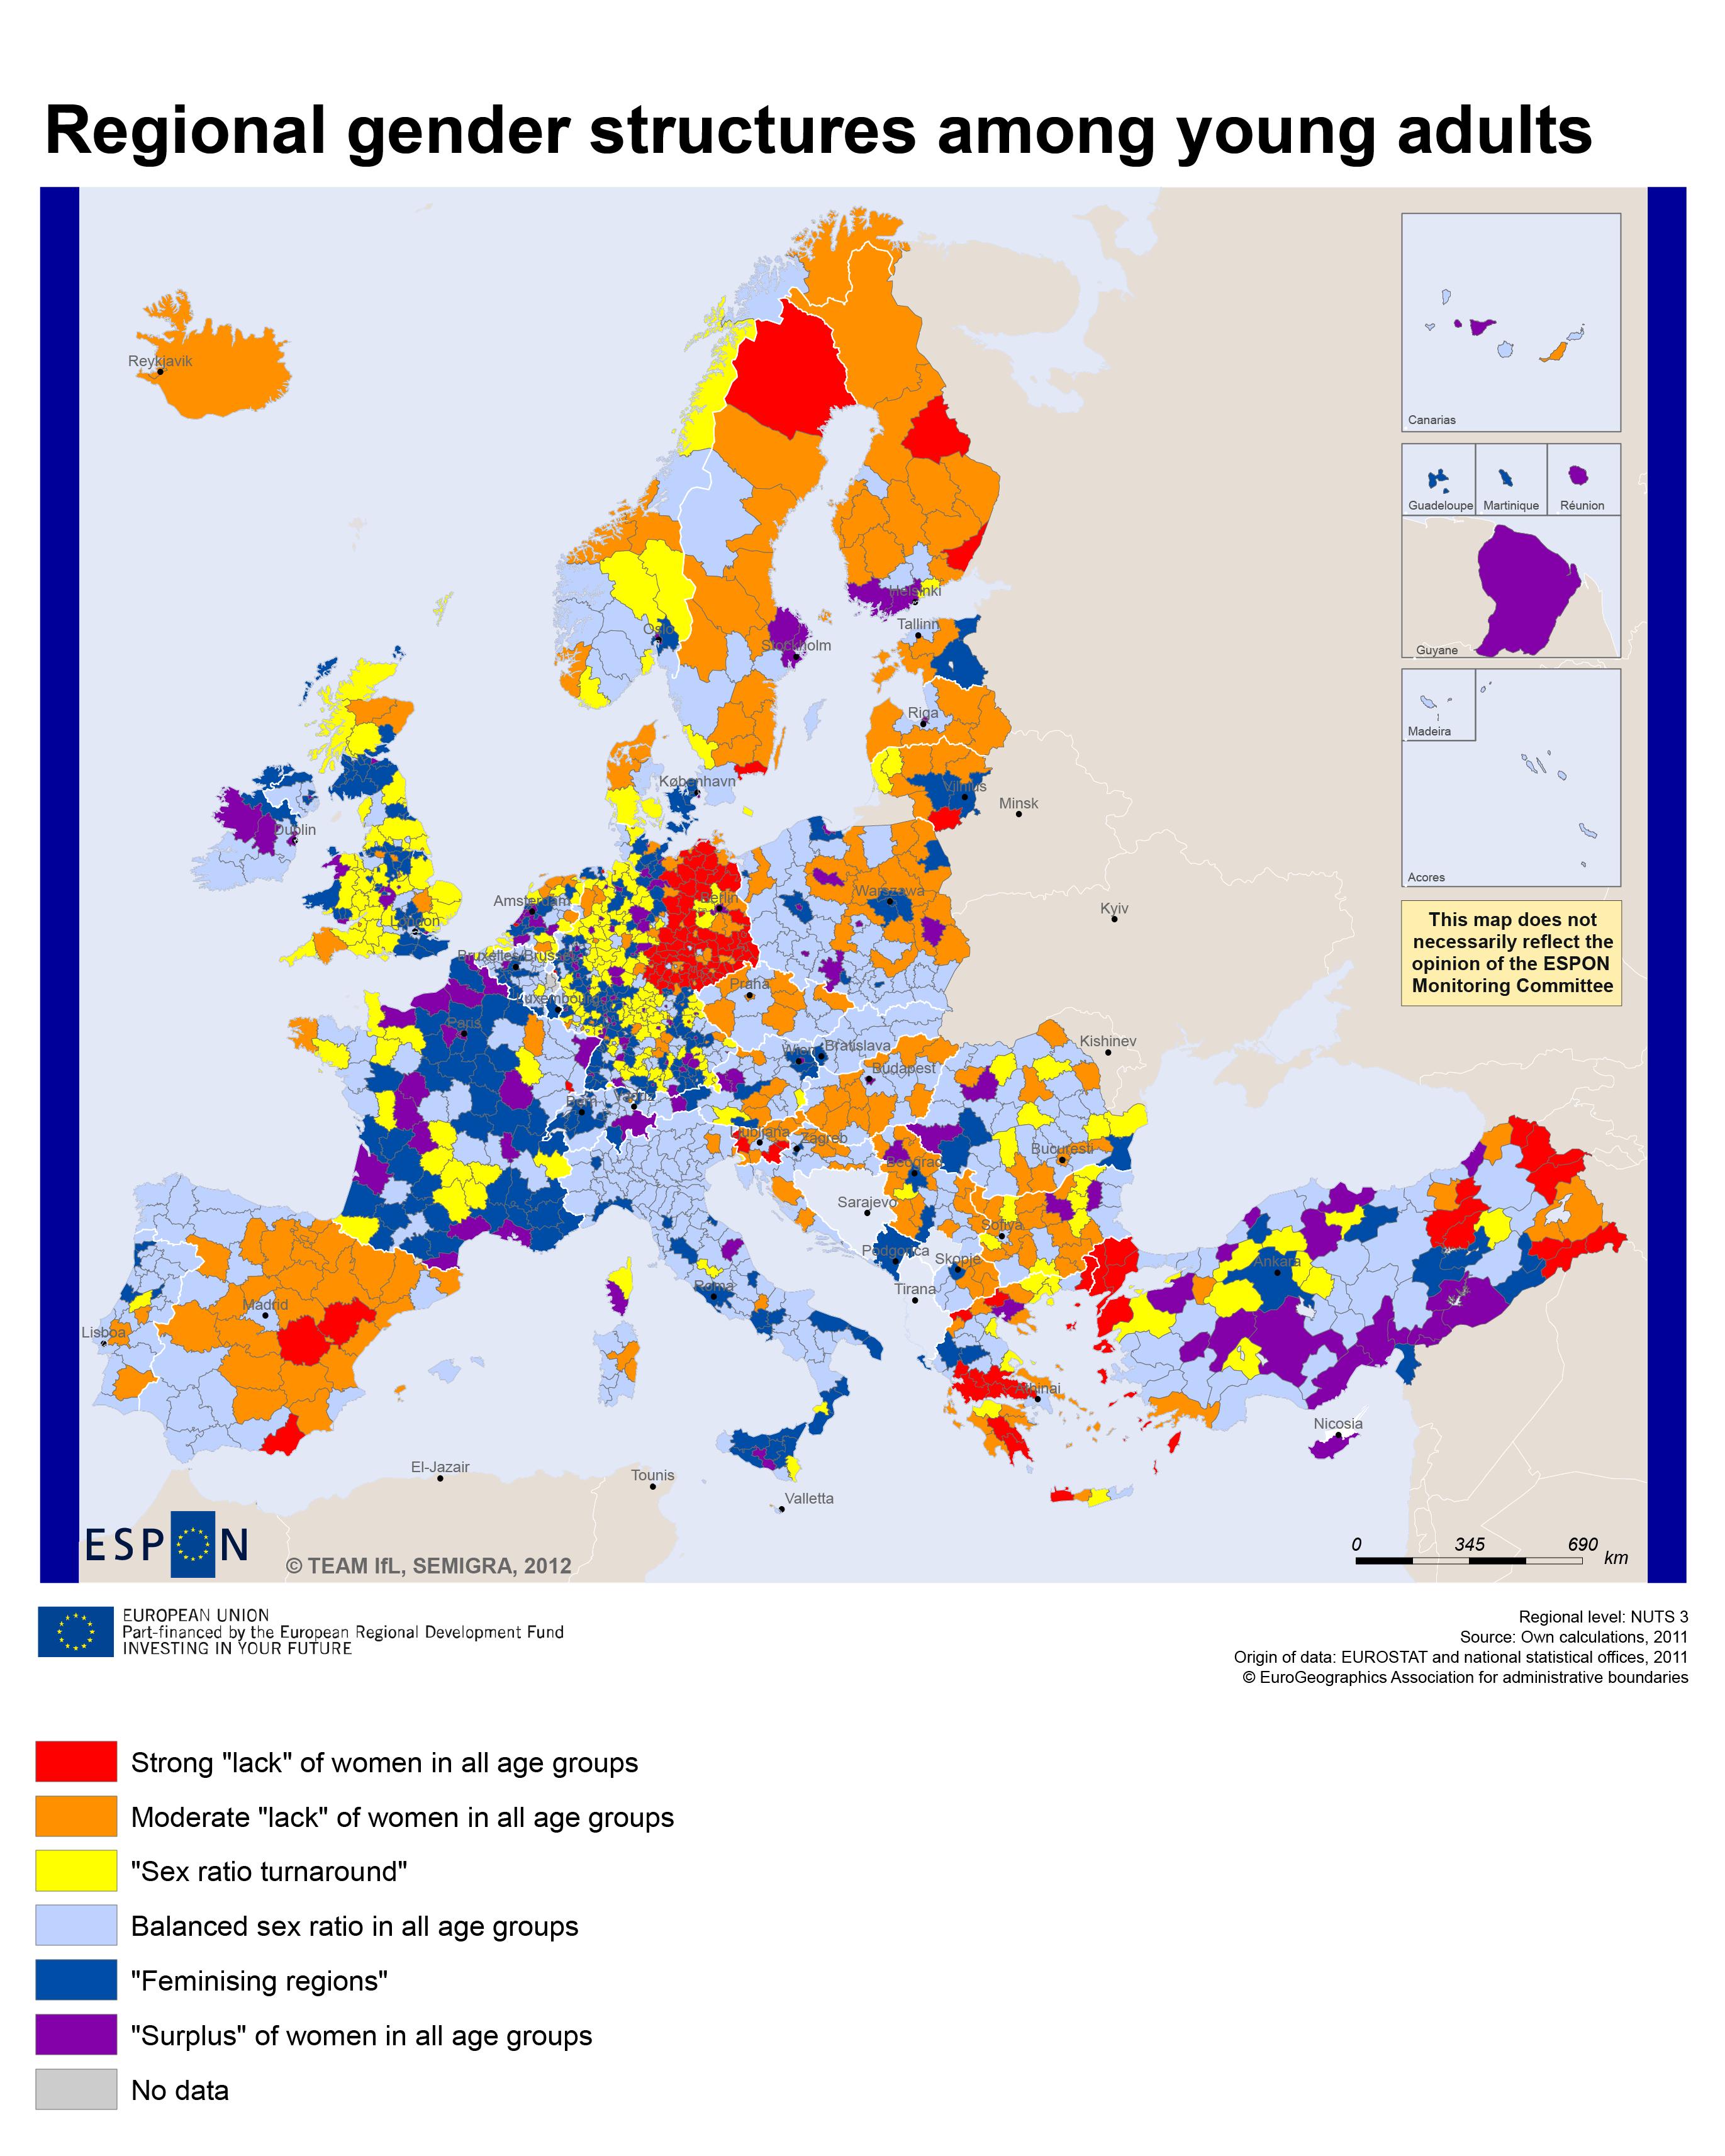 Regional gender structures among young adults
Reykjavik
Canarias
Guadeloupe
Martinique
Réunion
Guyane
Madeira
Acores
This map does not
necessarily reflect the
opinion of the ESPON
Monitoring Committee
Helsinki
Tallinn
Oslo
Stockholm
Riga
København
Vilnius
Minsk
Dublin
Amsterdam
Berlin
Warszawa
London
Kyiv
Bruxelles/Brussel
Praha
Luxembourg
Paris
Kishinev
Wien
Bratislava
Budapest
Bern
Vaduz
Ljubljana
Zagreb
Bucuresti
Beograd
Sarajevo
Sofiya
Podgorica
Skopje
Ankara
Roma
Tirana
Madrid
Lisboa
Athinai
Nicosia
El-Jazair
Tounis
Valletta
ESPON
© TEAM IfL, SEMIGRA, 2012
0 345 690 km
EUROPEAN UNION
Part-financed by the European Regional Development Fund
INVESTING IN YOUR FUTURE
Regional level: NUTS 3
Source: Own calculations, 2011
Origin of data: EUROSTAT and national statistical offices, 2011
© EuroGeographics Association for administrative boundaries
Strong "lack" of women in all age groups
Moderate "lack" of women in all age groups
"Sex ratio turnaround"
Balanced sex ratio in all age groups
"Feminising regions"
"Surplus" of women in all age groups
No data